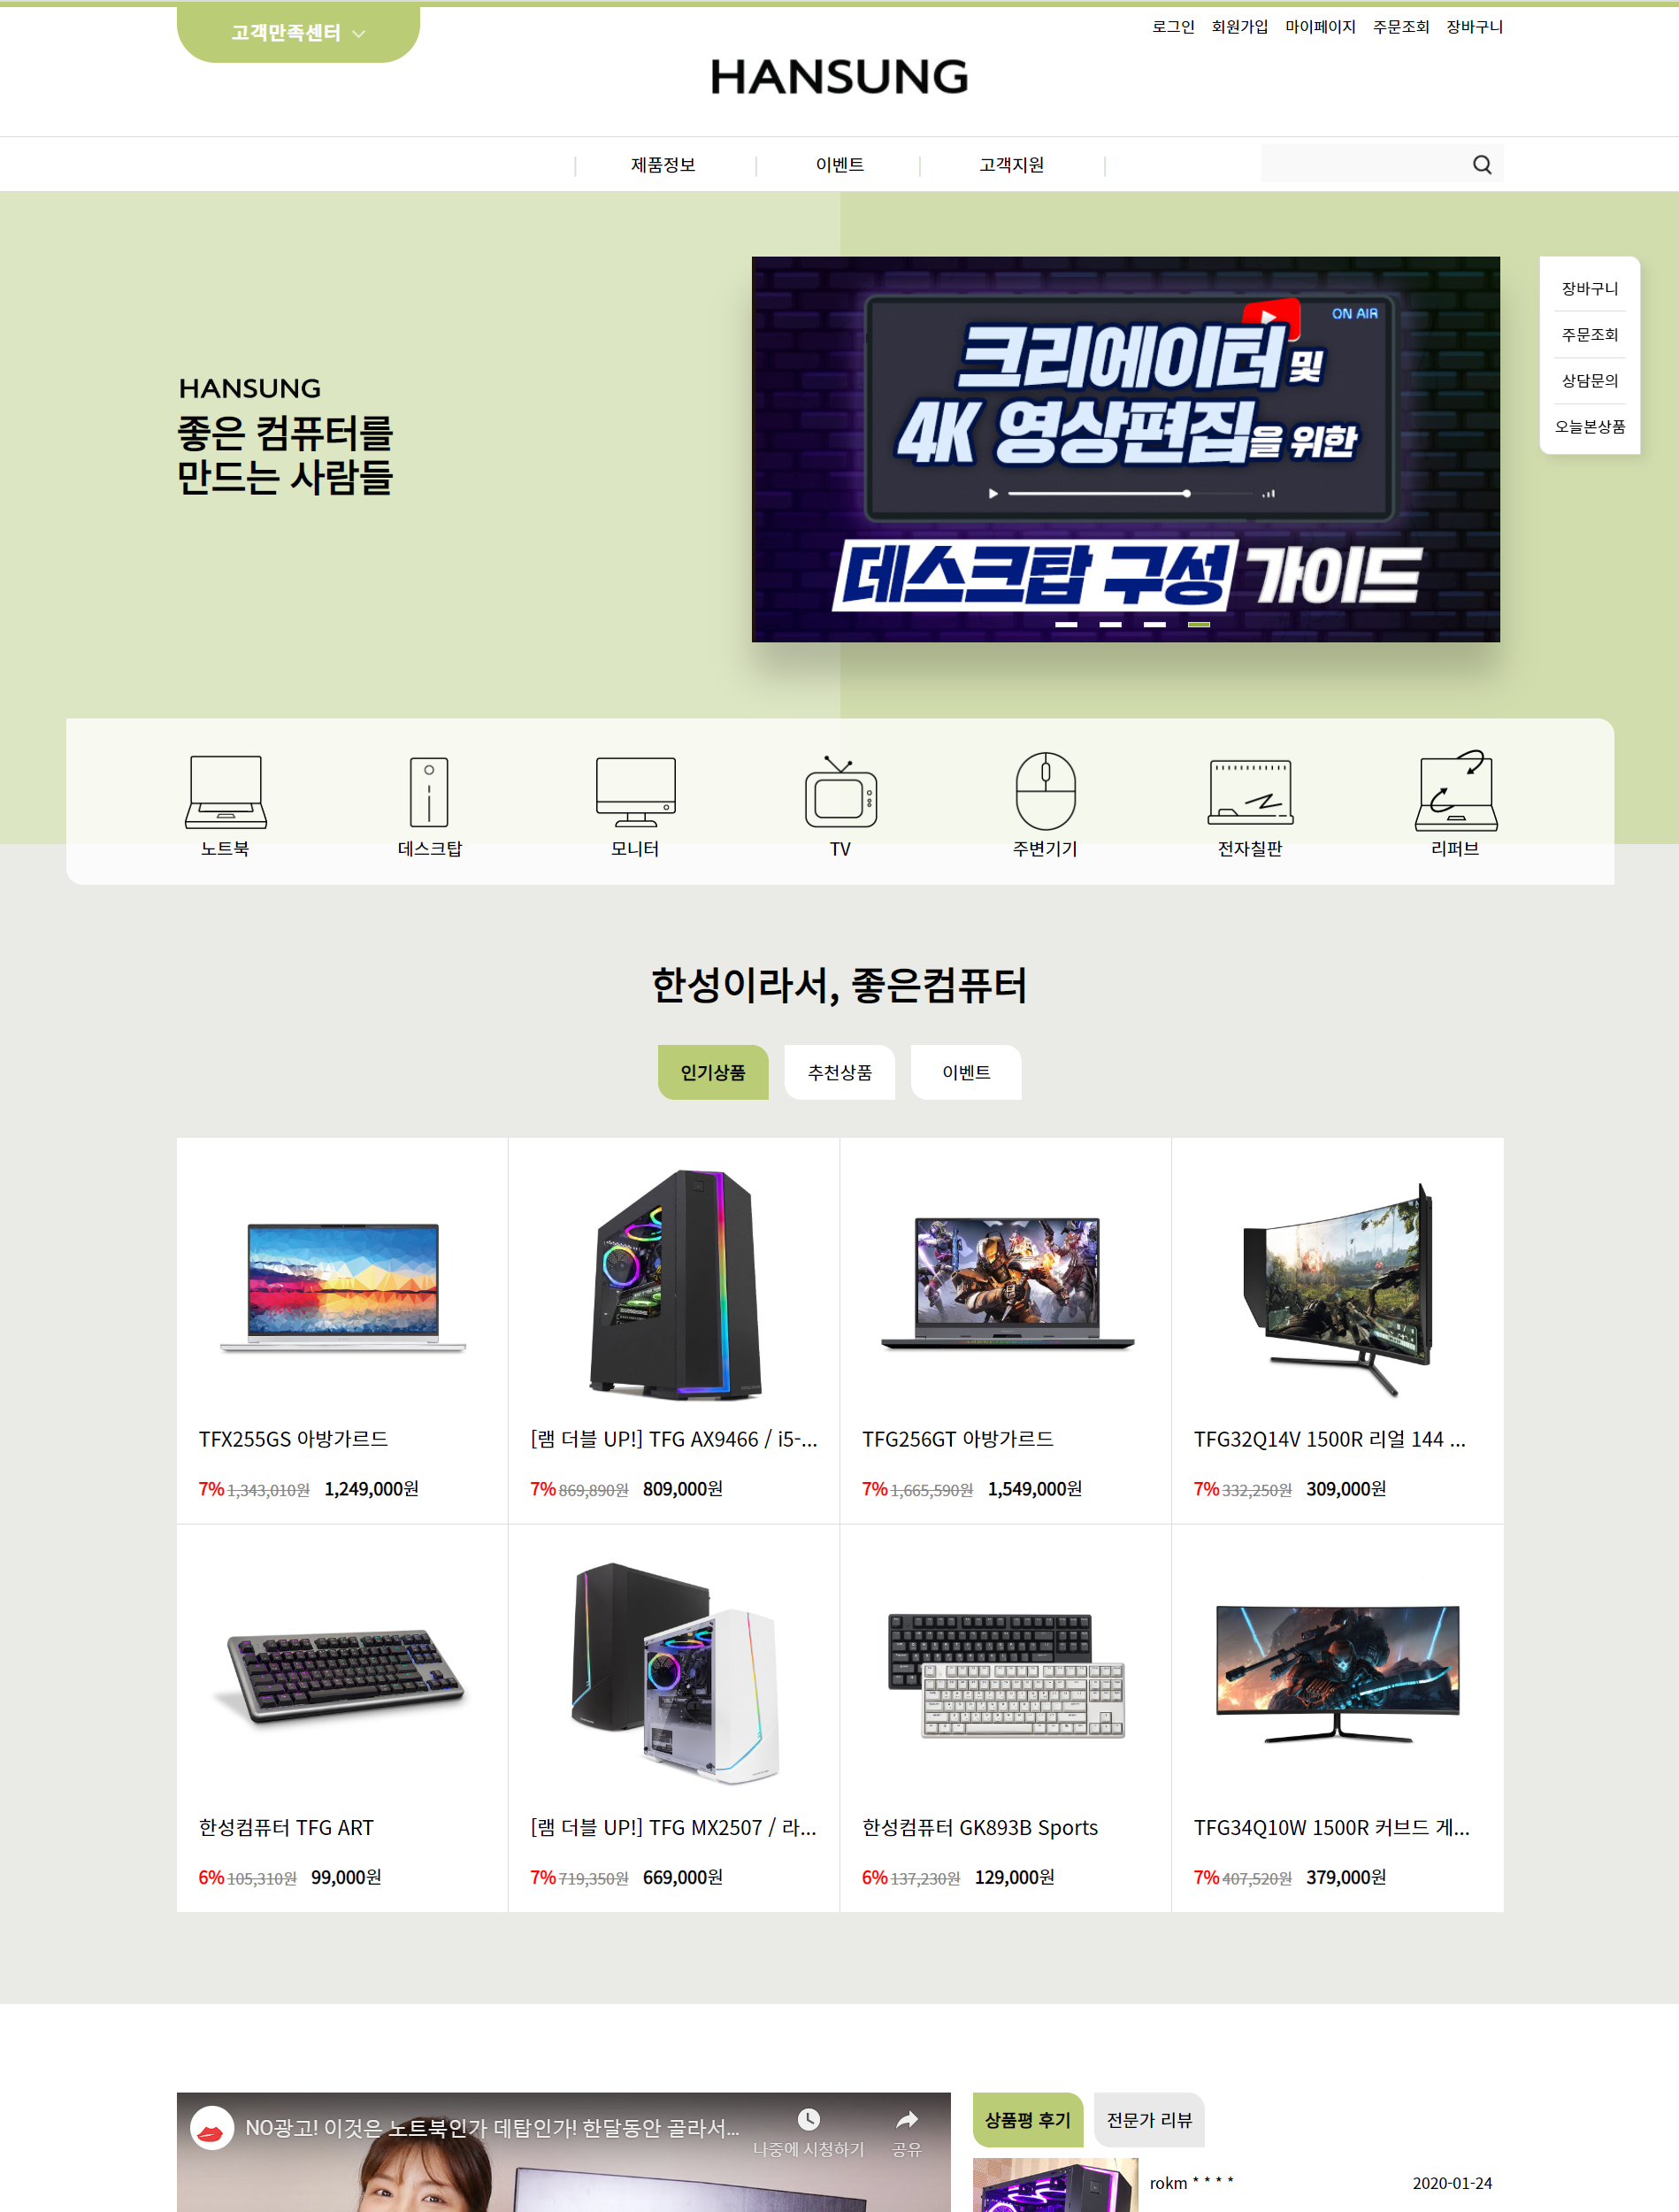 고객만족센터
로그인 회원가입 마이페이지 주문조회 장바구니
HANSUNG
제품정보 이벤트 고객지원
HANSUNG
좋은 컴퓨터를
만드는 사람들
ON AIR
크리에이터 및
4K 영상편집을 위한
데스크탑 구성 가이드
장바구니
주문조회
상담문의
오늘본상품
노트북 데스크탑 모니터 TV 주변기기 전자칠판 리퍼브
한성이라서, 좋은컴퓨터
인기상품 추천상품 이벤트
TFX255GS 아방가르드
7% 1,343,010원 1,249,000원
[램 더블 UP!] TFG AX9466 / i5-...
7% 869,890원 809,000원
TFG256GT 아방가르드
7% 1,665,590원 1,549,000원
TFG32Q14V 1500R 리얼 144 ...
7% 332,250원 309,000원
한성컴퓨터 TFG ART
6% 105,310원 99,000원
[램 더블 UP!] TFG MX2507 / 라...
7% 719,350원 669,000원
한성컴퓨터 GK893B Sports
6% 137,230원 129,000원
TFG34Q10W 1500R 커브드 게...
7% 407,520원 379,000원
NO광고! 이것은 노트북인가 데탑인가! 한달동안 골라서...
나중에 시청하기 공유
상품평 후기 전문가 리뷰
rokm * * * * 2020-01-24